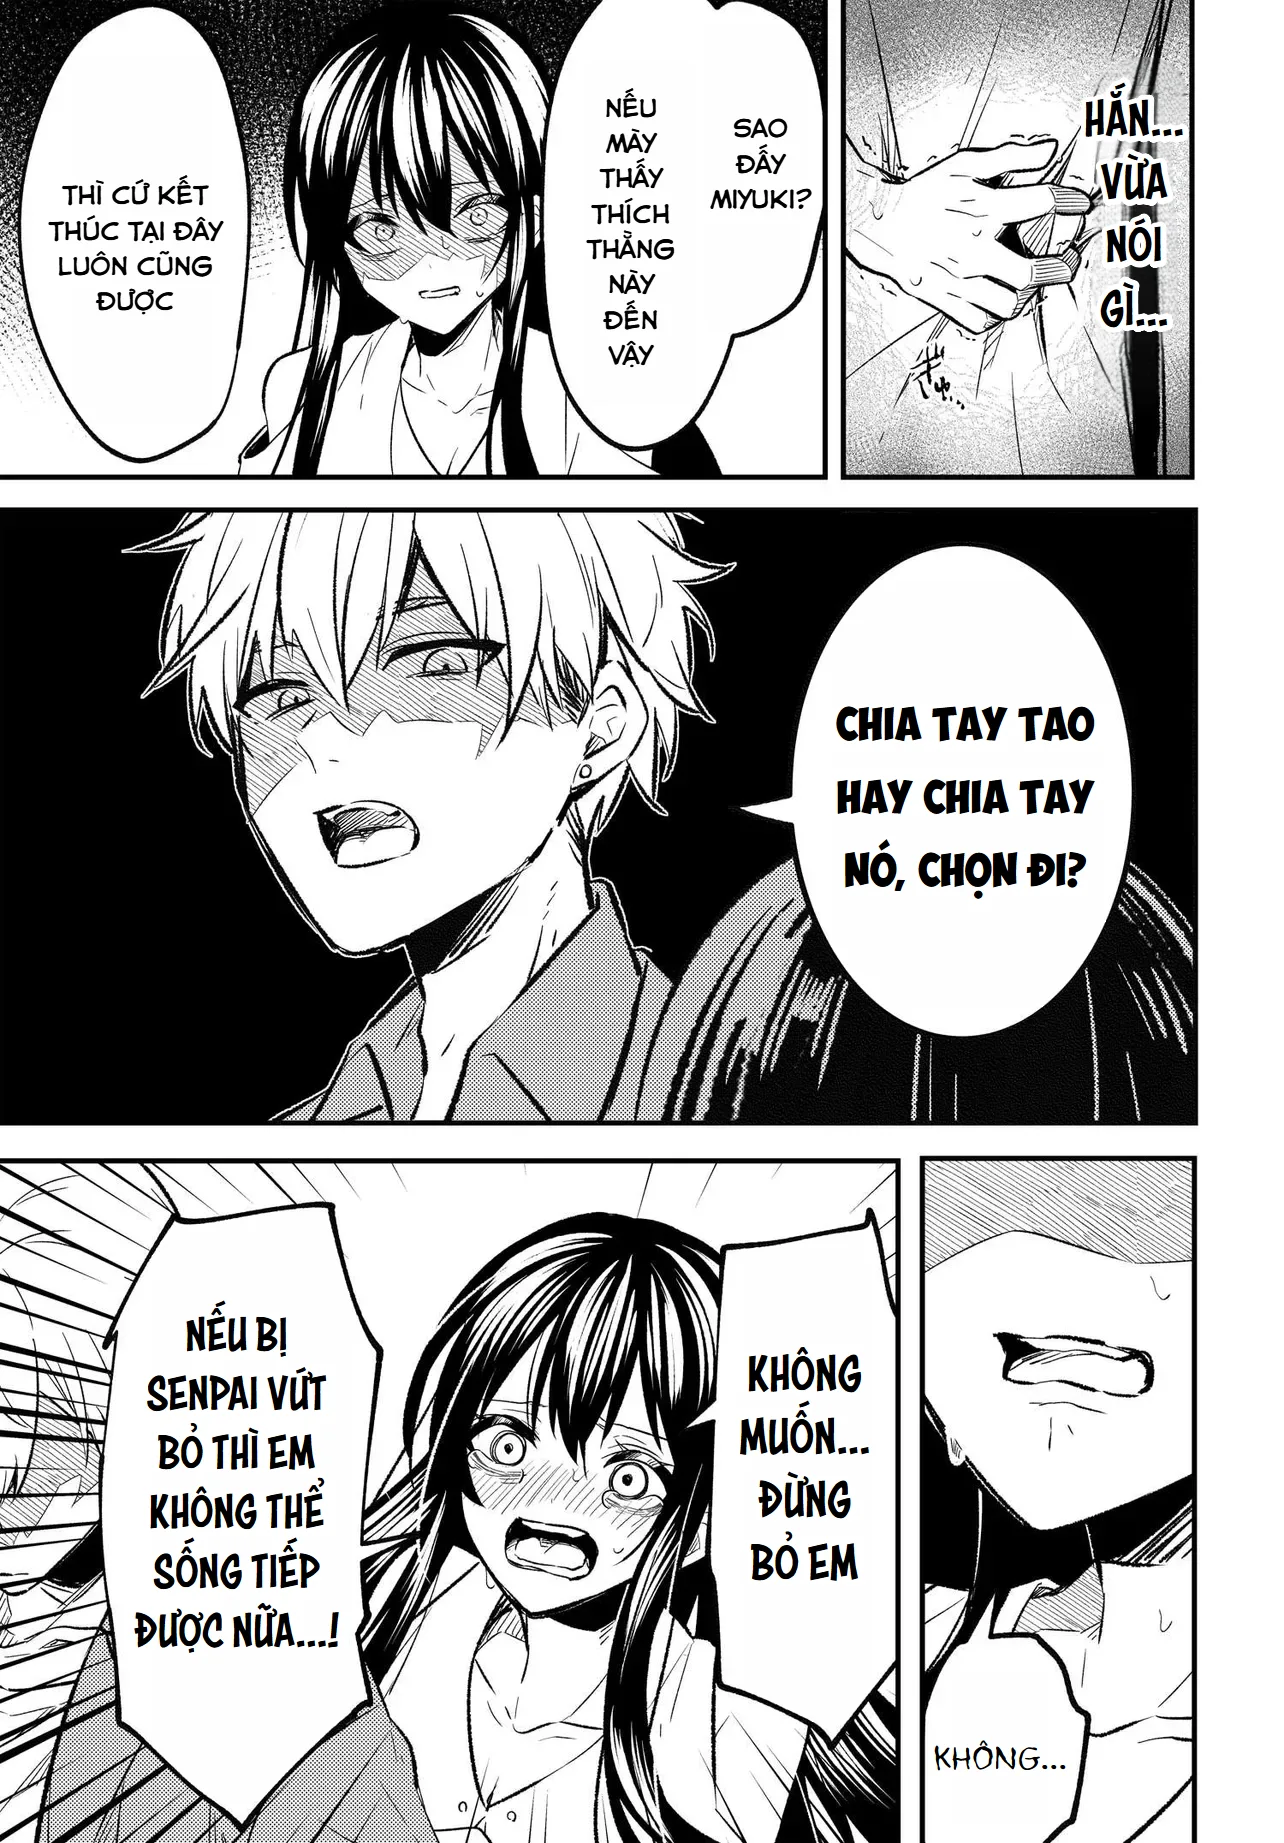 HẮN...
VỪA
NÓI
GÌ...
ギュ...
SAO
ĐẤY
MIYUKI?
NẾU
MÀY
THẤY
THÍCH
THẰNG
NÀY
ĐẾN
VẬY
THÌ CỨ KẾT
THÚC TẠI ĐÂY
LUÔN CŨNG
ĐƯỢC
CHIA TAY TAO
HAY CHIA TAY
NÓ, CHỌN ĐI?
KHÔNG...
KHÔNG
MUỐN...
ĐỪNG
BỎ EM
NẾU BỊ
SENPAI VỨT
BỎ THÌ EM
KHÔNG THỂ
SỐNG TIẾP
ĐƯỢC NỮA...!